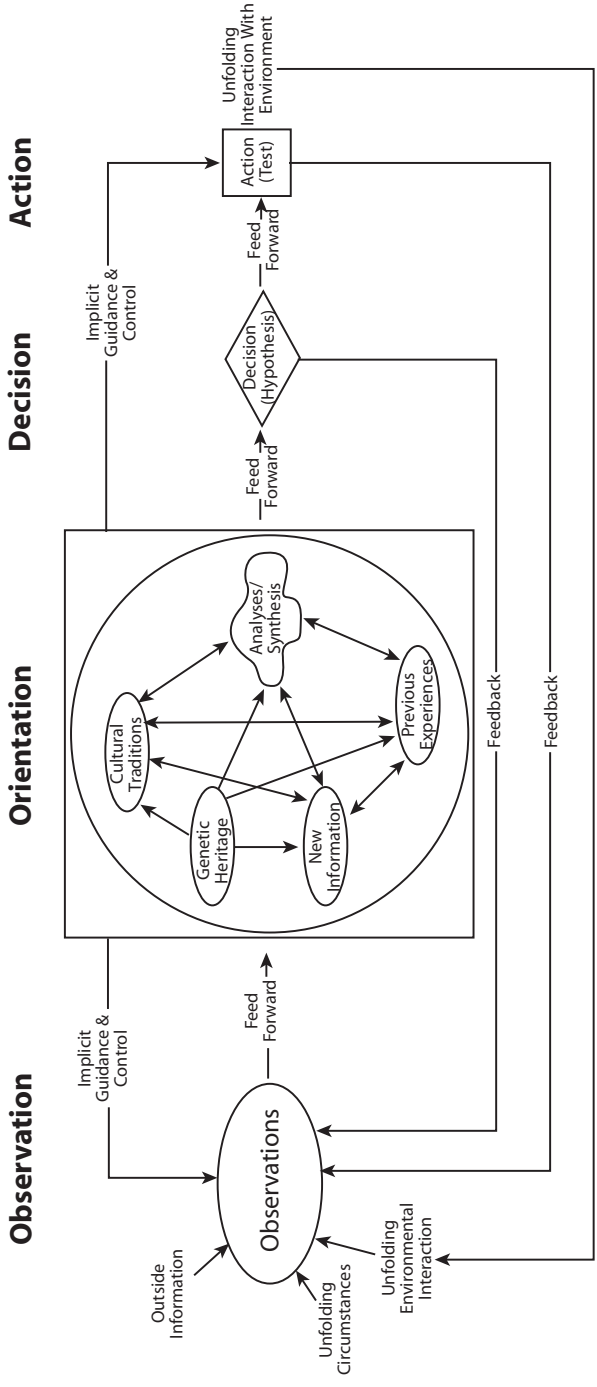 Observation
Orientation
Decision
Action
Implicit
Guidance &
Control
Implicit
Guidance &
Control
Outside
Information
Observations
Unfolding
Circumstances
Unfolding
Environmental
Interaction
Feed
Forward
Cultural
Traditions
Genetic
Heritage
New
Information
Previous
Experiences
Analyses/
Synthesis
Feed
Forward
Decision
(Hypothesis)
Feed
Forward
Action
(Test)
Unfolding
Interaction With
Environment
Feedback
Feedback